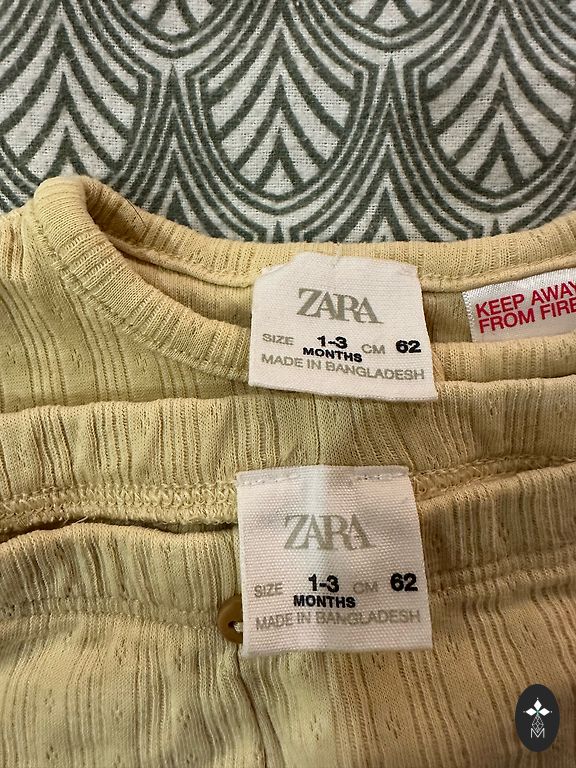 ZARA
SIZE 1-3 MONTHS CM 62
MADE IN BANGLADESH
KEEP AWAY
FROM FIRE
ZARA
SIZE 1-3 MONTHS CM 62
MADE IN BANGLADESH